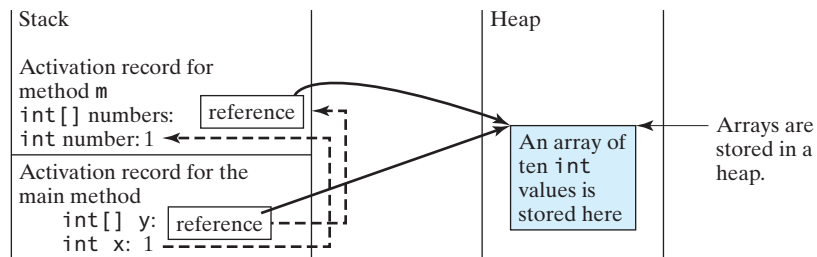 Stack
Heap
Activation record for
method m
int[] numbers:
reference
int number: 1
Activation record for the
main method
int[] y:
reference
int x: 1
An array of
ten int
values is
stored here
Arrays are
stored in a
heap.